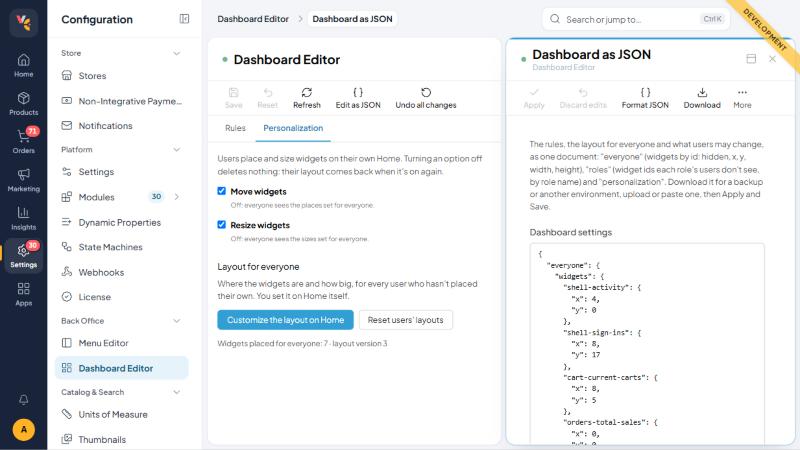 Configuration
Dashboard Editor
Dashboard as JSON
Search or jump to...
Ctrl K
DEVELOPMENT
Home
Products
71
Orders
Marketing
Insights
30
Settings
Apps
A
Store
Stores
Non-Integrative Payme...
Notifications
Platform
Settings
Modules
30
Dynamic Properties
State Machines
Webhooks
License
Back Office
Menu Editor
Dashboard Editor
Catalog & Search
Units of Measure
Thumbnails
Dashboard Editor
Save
Reset
Refresh
Edit as JSON
Undo all changes
Rules
Personalization
Users place and size widgets on their own Home. Turning an option off
deletes nothing: their layout comes back when it's on again.
Move widgets
Off: everyone sees the places set for everyone.
Resize widgets
Off: everyone sees the sizes set for everyone.
Layout for everyone
Where the widgets are and how big, for every user who hasn't placed
their own. You set it on Home itself.
Customize the layout on Home
Reset users' layouts
Widgets placed for everyone: 7 · layout version 3
Dashboard as JSON
Dashboard Editor
Apply
Discard edits
Format JSON
Download
More
The rules, the layout for everyone and what users may change,
as one document: "everyone" (widgets by id: hidden, x, y,
width, height), "roles" (widget ids each role's users don't see,
by role name) and "personalization". Download it for a backup
or another environment, upload or paste one, then Apply and
Save.
Dashboard settings
{
"everyone": {
"widgets": {
"shell-activity": {
"x": 4,
"y": 0
},
"shell-sign-ins": {
"x": 8,
"y": 17
},
"cart-current-carts": {
"x": 8,
"y": 5
},
"orders-total-sales": {
"x": 0,
"y": 0,